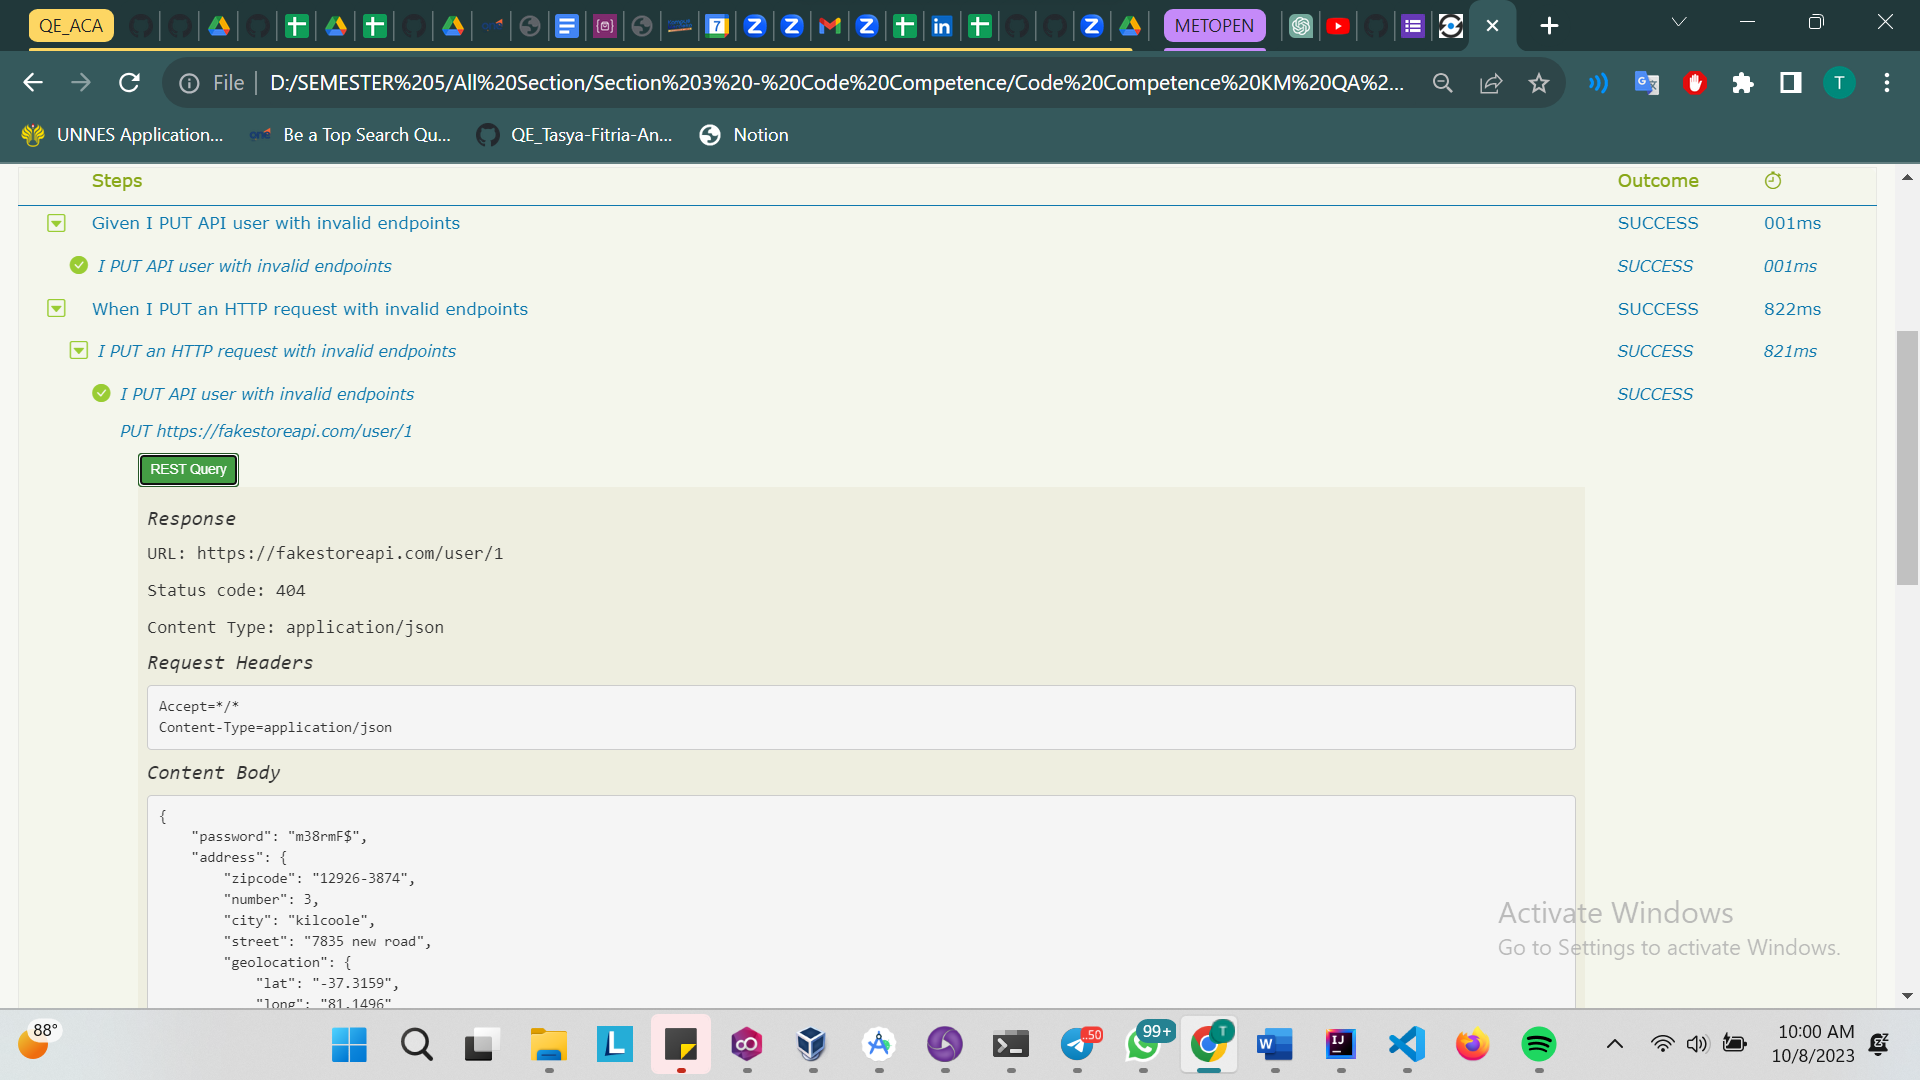 QE_ACA
METOPEN
File
D:/SEMESTER%205/All%20Section/Section%203%20-%20Code%20Competence/Code%20Competence%20KM%20QA%2...
T
UNNES Application...
Be a Top Search Qu...
QE_Tasya-Fitria-An...
Notion
Steps Outcome
Given I PUT API user with invalid endpoints SUCCESS 001ms
I PUT API user with invalid endpoints SUCCESS 001ms
When I PUT an HTTP request with invalid endpoints SUCCESS 822ms
I PUT an HTTP request with invalid endpoints SUCCESS 821ms
I PUT API user with invalid endpoints SUCCESS
PUT https://fakestoreapi.com/user/1
REST Query
Response
URL: https://fakestoreapi.com/user/1
Status code: 404
Content Type: application/json
Request Headers
Accept=*/*
Content-Type=application/json
Content Body
{
"password": "m38rmF$",
"address": {
"zipcode": "12926-3874",
"number": 3,
"city": "kilcoole",
"street": "7835 new road",
"geolocation": {
"lat": "-37.3159",
"long": "81.1496"
Activate Windows
Go to Settings to activate Windows.
88°
99+
10:00 AM
10/8/2023